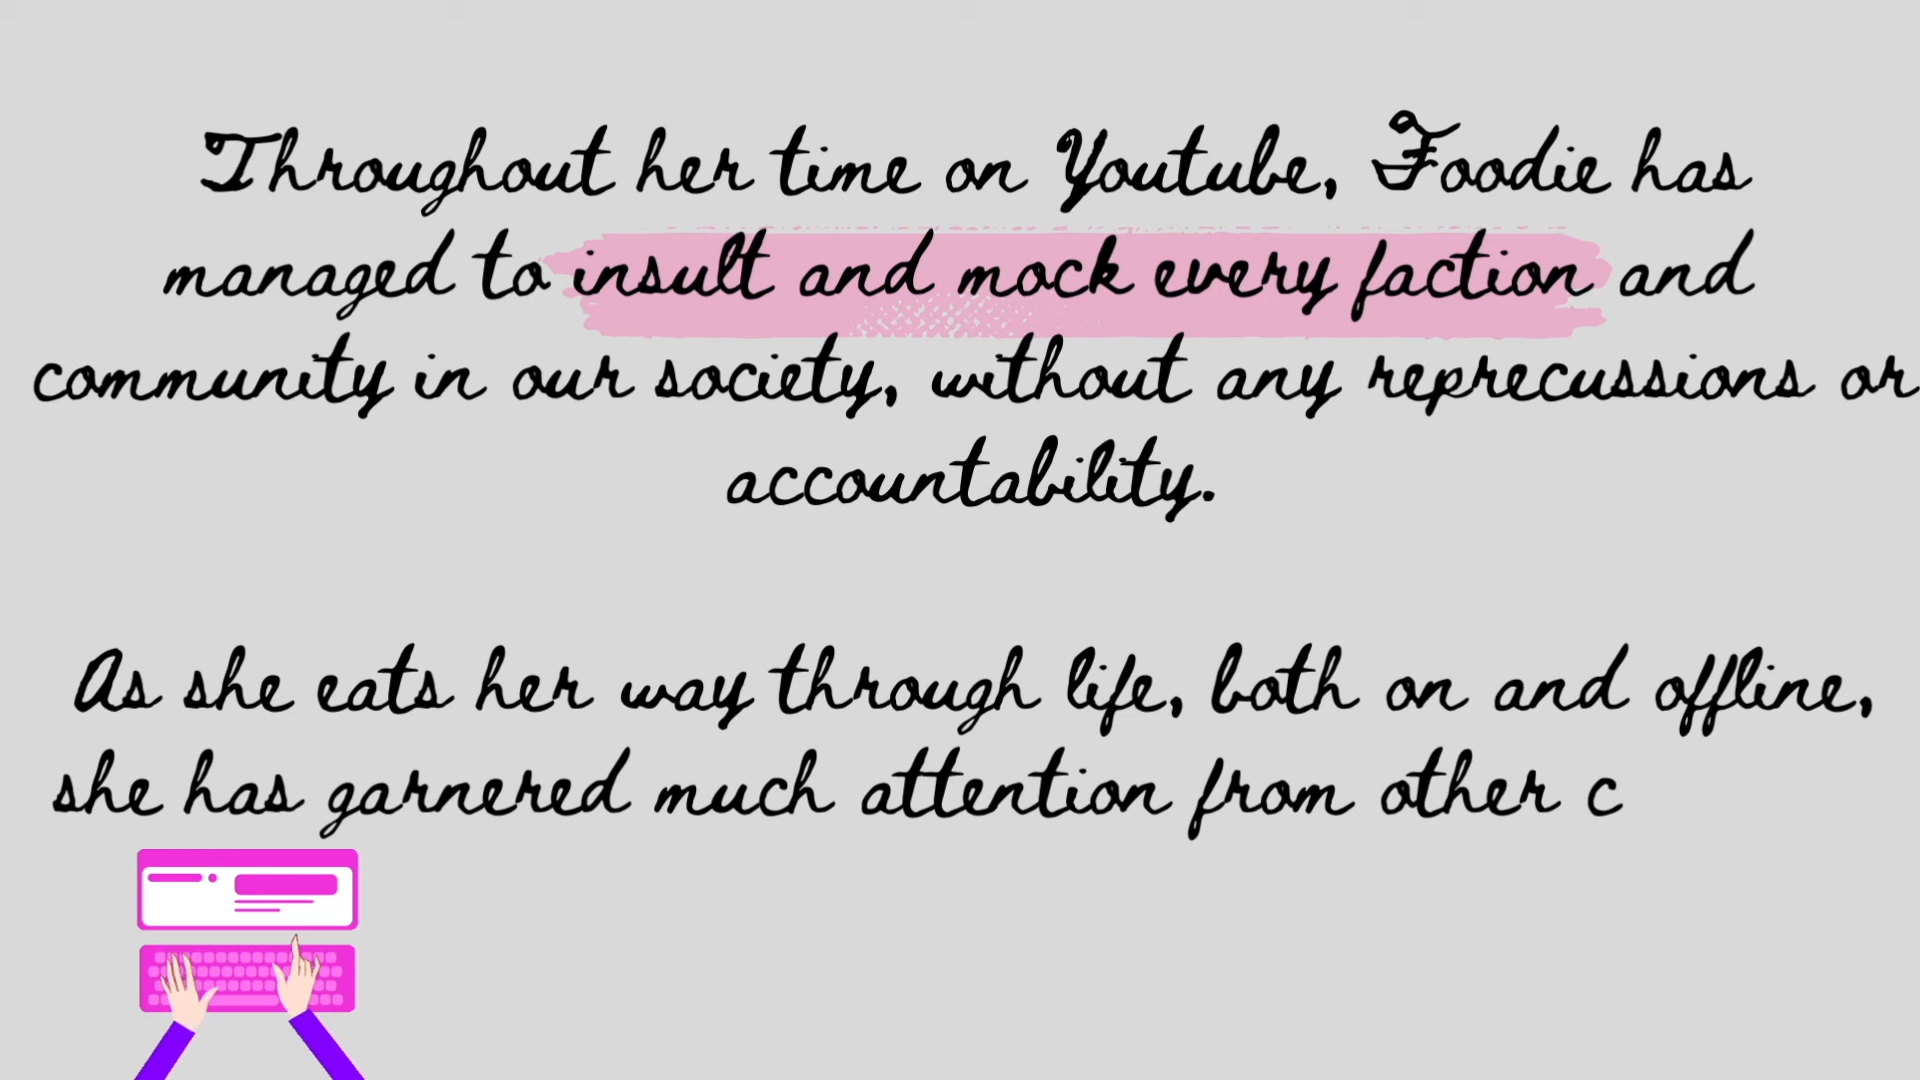 Throughout her time on Youtube, Foodie has
managed to insult and mock every faction and
community in our society, without any reprecussions or
accountability.
As she eats her way through life, both on and offline,
she has garnered much attention from other c